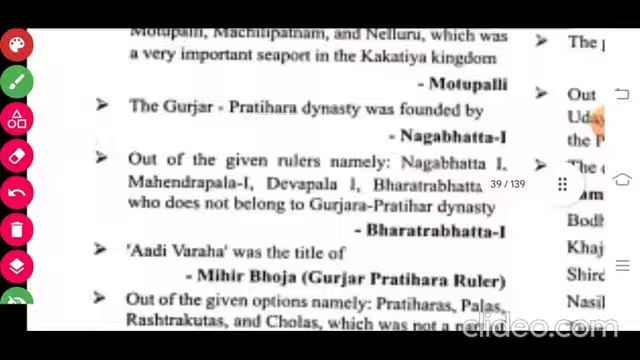 Motupalli, Machilipatnam, and Nelluru, which was
a very important seaport in the Kakatiya kingdom
- Motupalli
➤ The Gurjar - Pratihara dynasty was founded by
- Nagabhatta-I
➤ Out of the given rulers namely: Nagabhatta I,
Mahendrapala-I, Devapala I, Bharatrabhatta
who does not belong to Gurjara-Pratihar dynasty
- Bharatrabhatta-I
➤ 'Aadi Varaha' was the title of
- Mihir Bhoja (Gurjar Pratihara Ruler)
➤ Out of the given options namely: Pratiharas, Palas,
Rashtrakutas, and Cholas, which was not a
39 / 139
➤ The
➤ Out
Uda
the P
➤ The
Bodh
Khaj
Shird
Nasil
clideo.com